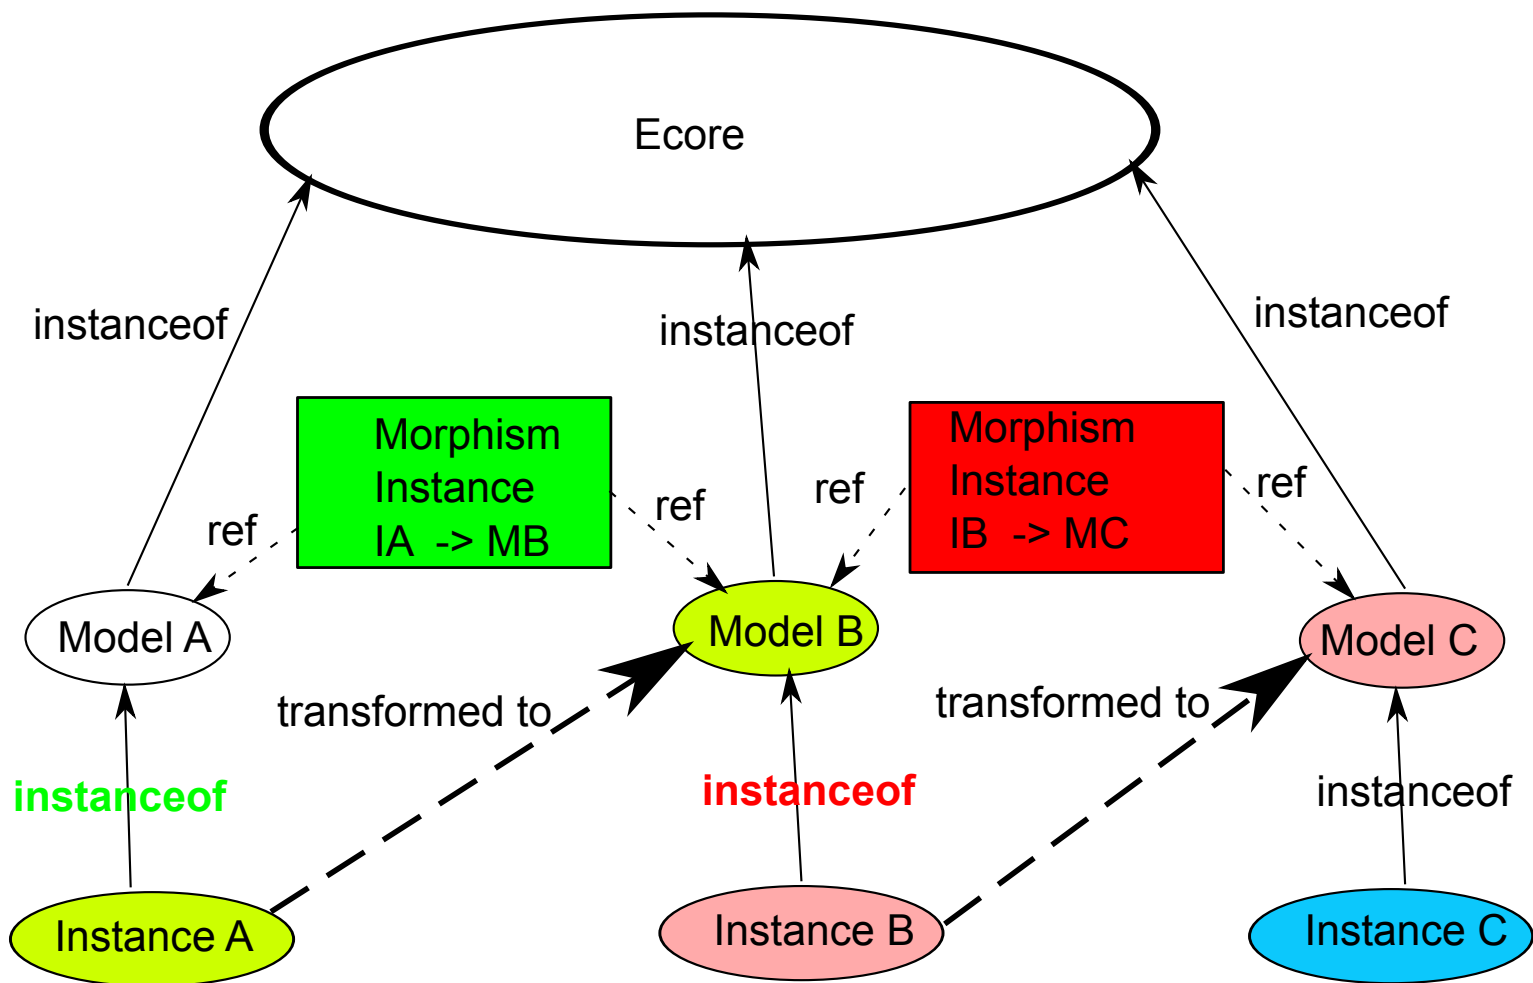 Ecore
instanceof
instanceof
instanceof
Morphism
Instance
IA -> MB
Morphism
Instance
IB -> MC
ref
ref
ref
ref
Model A
Model B
Model C
transformed to
transformed to
instanceof
instanceof
instanceof
Instance A
Instance B
Instance C